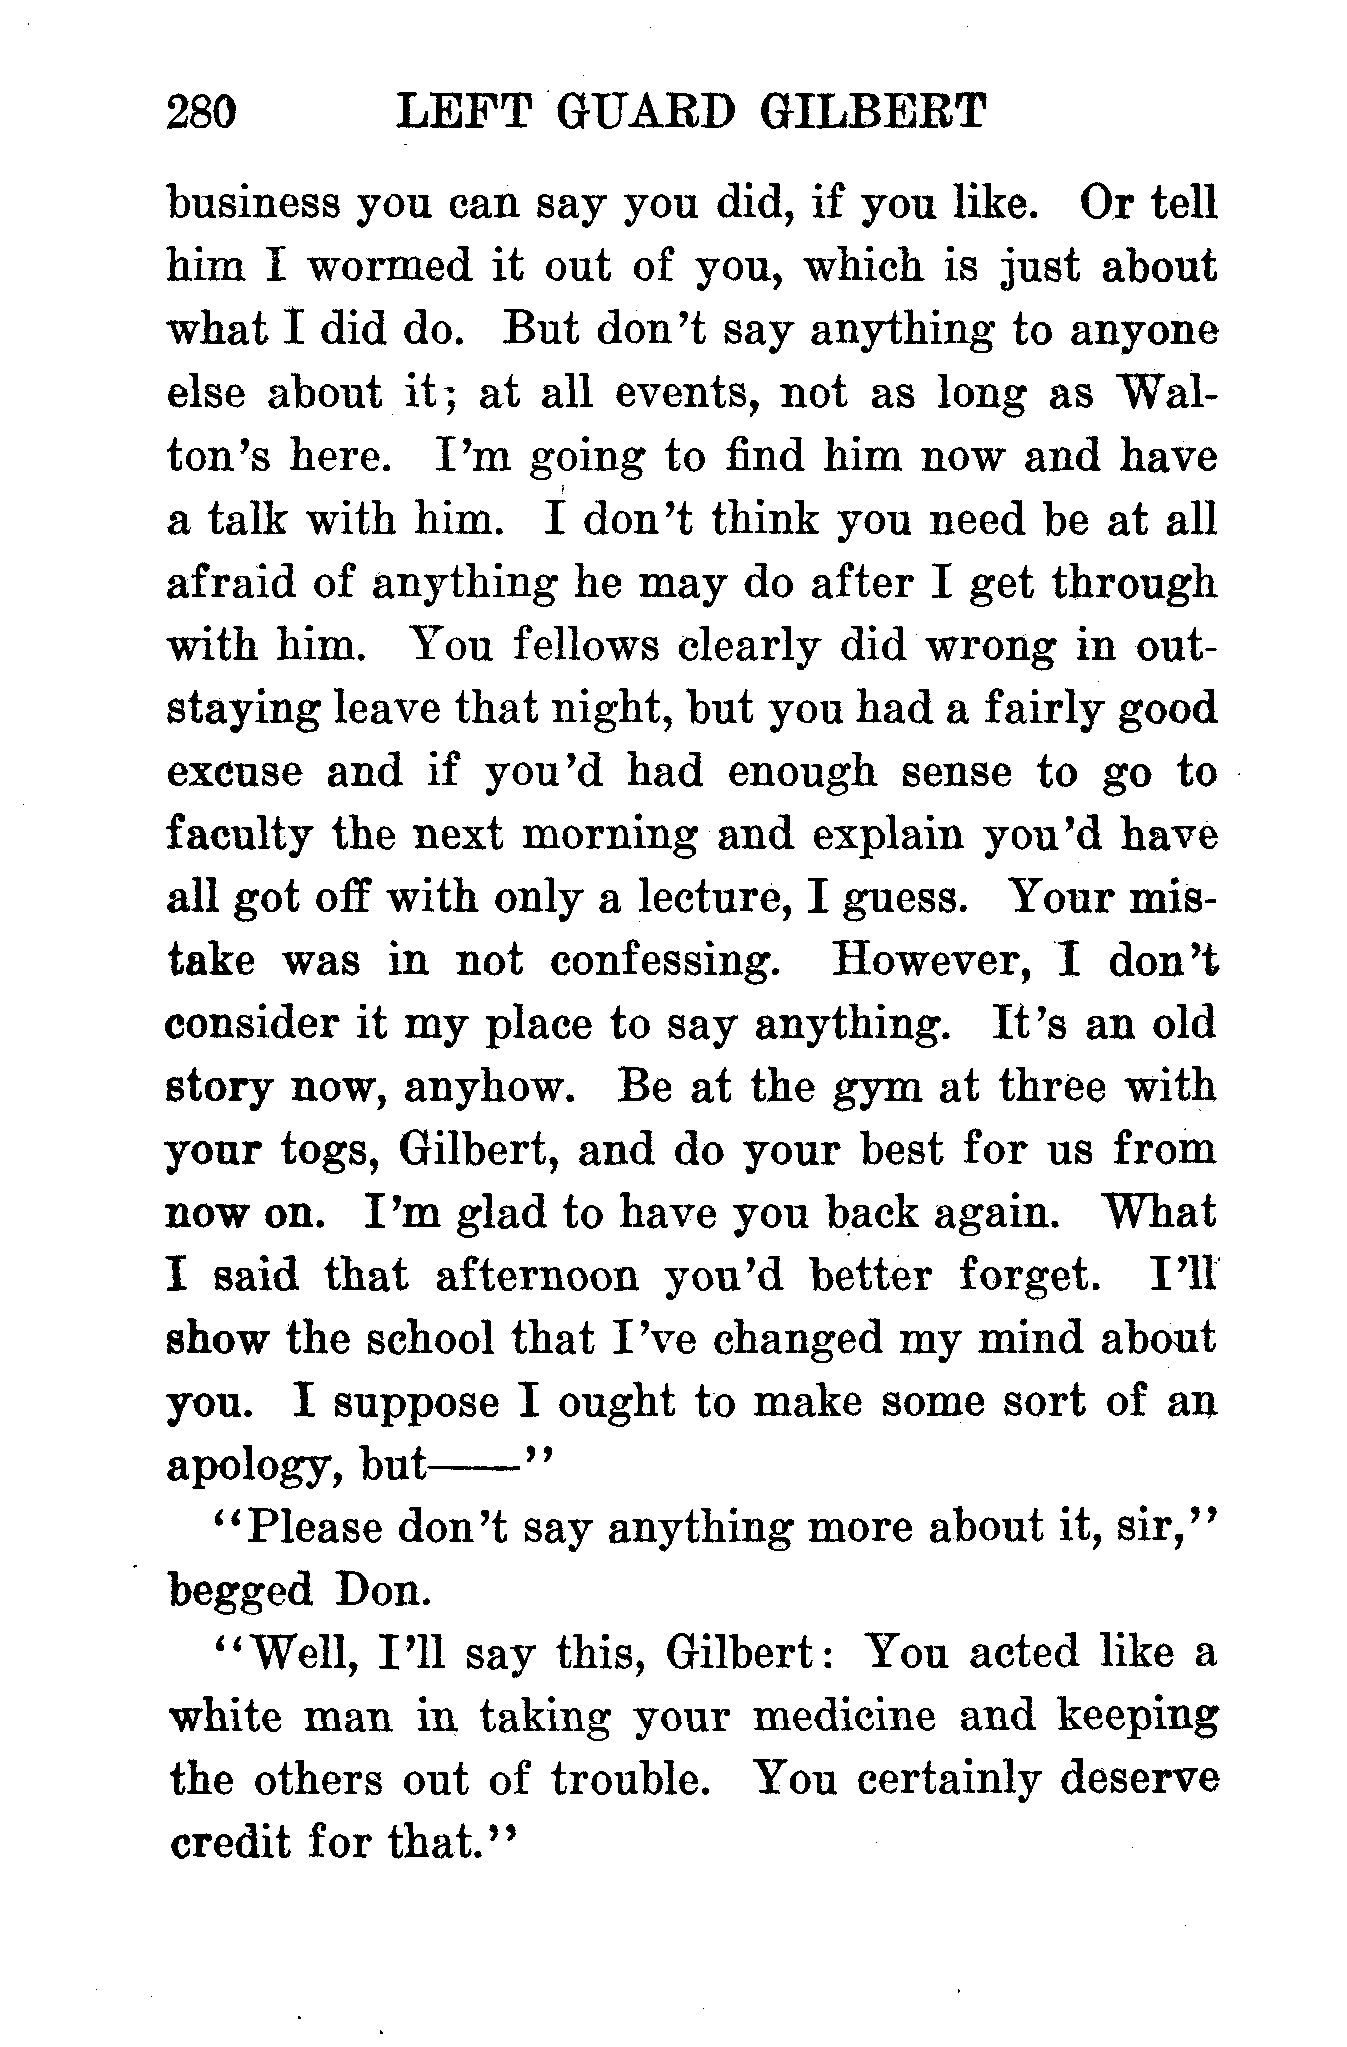 280 LEFT GUARD GILBERT
business you can say you did, if you like. Or tell
him I wormed it out of you, which is just about
what I did do. But don't say anything to anyone
else about it; at all events, not as long as Wal-
ton's here. I'm going to find him now and have
a talk with him. I don't think you need be at all
afraid of anything he may do after I get through
with him. You fellows clearly did wrong in out-
staying leave that night, but you had a fairly good
excuse and if you'd had enough sense to go to
faculty the next morning and explain you'd have
all got off with only a lecture, I guess. Your mis-
take was in not confessing. However, I don't
consider it my place to say anything. It's an old
story now, anyhow. Be at the gym at three with
your togs, Gilbert, and do your best for us from
now on. I'm glad to have you back again. What
I said that afternoon you'd better forget. I'll
show the school that I've changed my mind about
you. I suppose I ought to make some sort of an
apology, but——"
"Please don't say anything more about it, sir,"
begged Don.
"Well, I'll say this, Gilbert: You acted like a
white man in taking your medicine and keeping
the others out of trouble. You certainly deserve
credit for that."